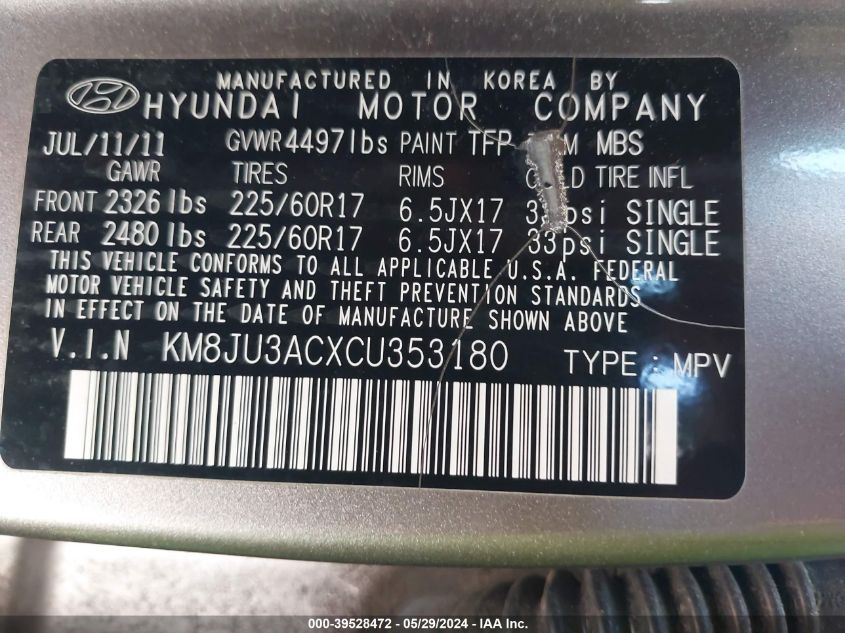 MANUFACTURED IN KOREA BY
HYUNDAI MOTOR COMPANY
JUL/11/11 GVWR 4497lbs PAINT TFP MBS
GAWR TIRES RIMS TIRE INFL
FRONT 2326 lbs 225/60R17 6.5JX17 SINGLE
REAR 2480 lbs 225/60R17 6.5JX17 33psi SINGLE
THIS VEHICLE CONFORMS TO ALL APPLICABLE U.S.A. FEDERAL
MOTOR VEHICLE SAFETY AND THEFT PREVENTION STANDARDS
IN EFFECT ON THE DATE OF MANUFACTURE SHOWN ABOVE
V.I.N KM8JU3ACXCU353180 TYPE : MPV
000-39528472 - 05/29/2024 - IAA Inc.